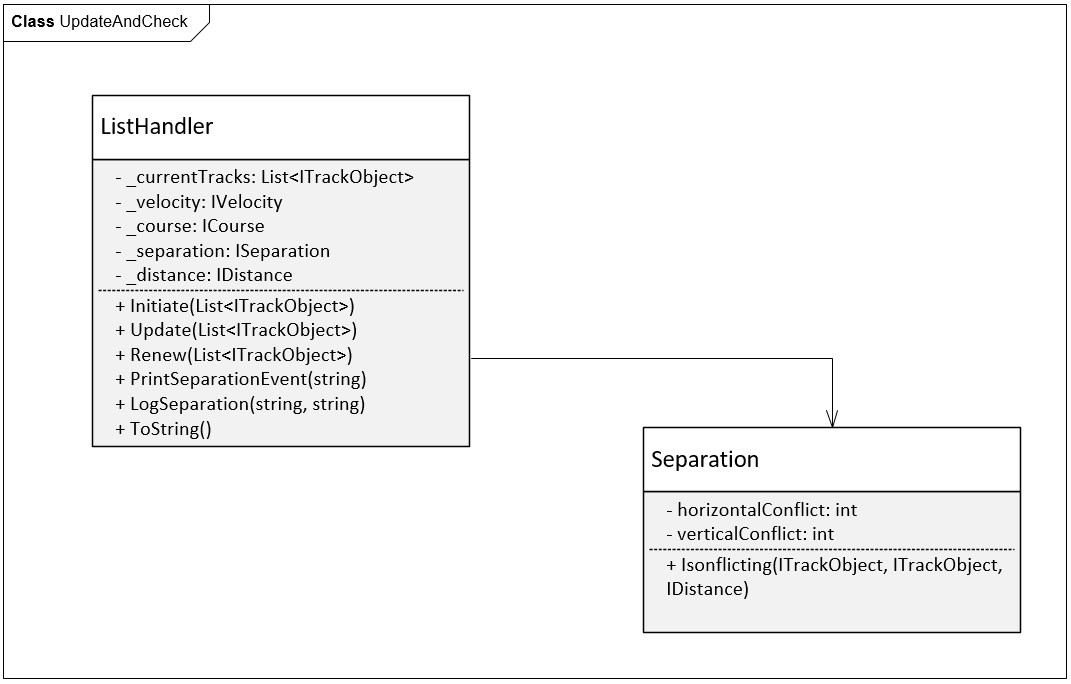 Class UpdateAndCheck
ListHandler
- _currentTracks: List<ITrackObject>
- _velocity: IVelocity
- _course: ICourse
- _separation: ISeparation
- _distance: IDistance
+ Initiate(List<ITrackObject>)
+ Update(List<ITrackObject>)
+ Renew(List<ITrackObject>)
+ PrintSeparationEvent(string)
+ LogSeparation(string, string)
+ ToString()
Separation
- horizontalConflict: int
- verticalConflict: int
+ Isonflicting(ITrackObject, ITrackObject,
IDistance)